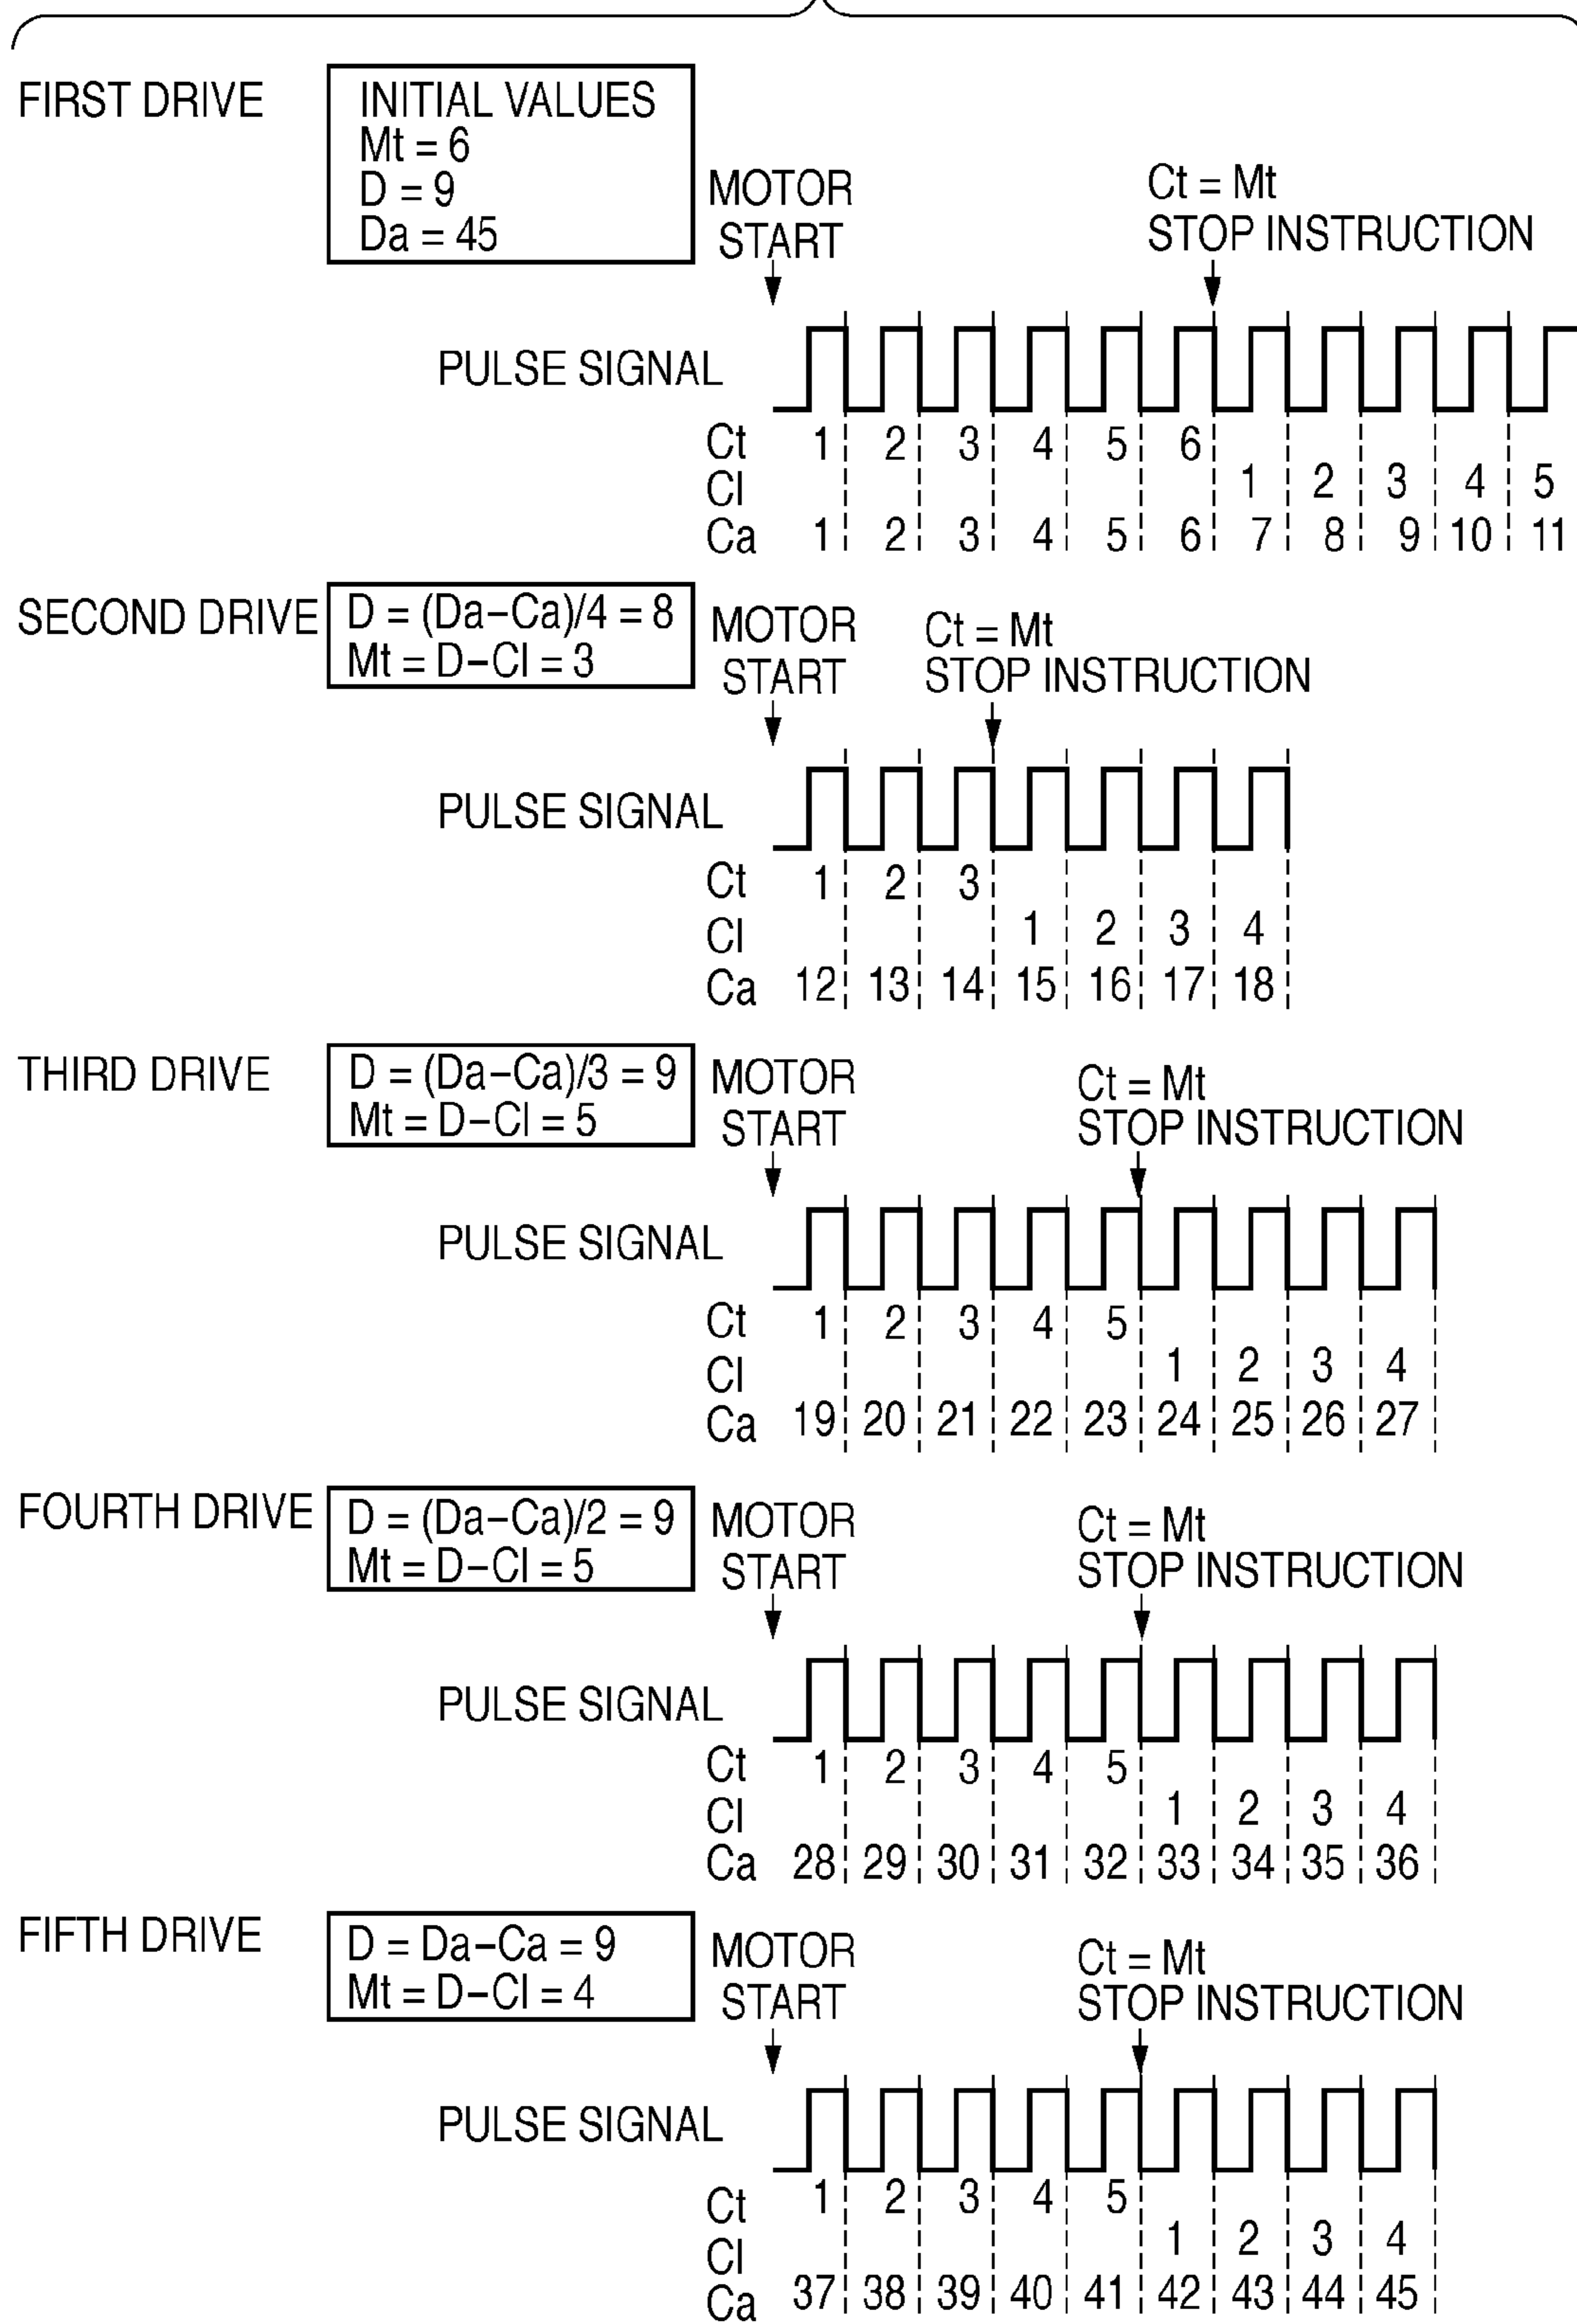 FIRST DRIVE
INITIAL VALUES
Mt = 6
D = 9
Da = 45
MOTOR
START
Ct = Mt
STOP INSTRUCTION
PULSE SIGNAL
Ct 1 2 3 4 5 6
Cl 1 2 3 4 5
Ca 1 2 3 4 5 6 7 8 9 10 11
SECOND DRIVE
D = (Da−Ca)/4 = 8
Mt = D−Cl = 3
MOTOR
START
Ct = Mt
STOP INSTRUCTION
PULSE SIGNAL
Ct 1 2 3
Cl 1 2 3 4
Ca 12 13 14 15 16 17 18
THIRD DRIVE
D = (Da−Ca)/3 = 9
Mt = D−Cl = 5
MOTOR
START
Ct = Mt
STOP INSTRUCTION
PULSE SIGNAL
Ct 1 2 3 4 5
Cl 1 2 3 4
Ca 19 20 21 22 23 24 25 26 27
FOURTH DRIVE
D = (Da−Ca)/2 = 9
Mt = D−Cl = 5
MOTOR
START
Ct = Mt
STOP INSTRUCTION
PULSE SIGNAL
Ct 1 2 3 4 5
Cl 1 2 3 4
Ca 28 29 30 31 32 33 34 35 36
FIFTH DRIVE
D = Da−Ca = 9
Mt = D−Cl = 4
MOTOR
START
Ct = Mt
STOP INSTRUCTION
PULSE SIGNAL
Ct 1 2 3 4 5
Cl 1 2 3 4
Ca 37 38 39 40 41 42 43 44 45